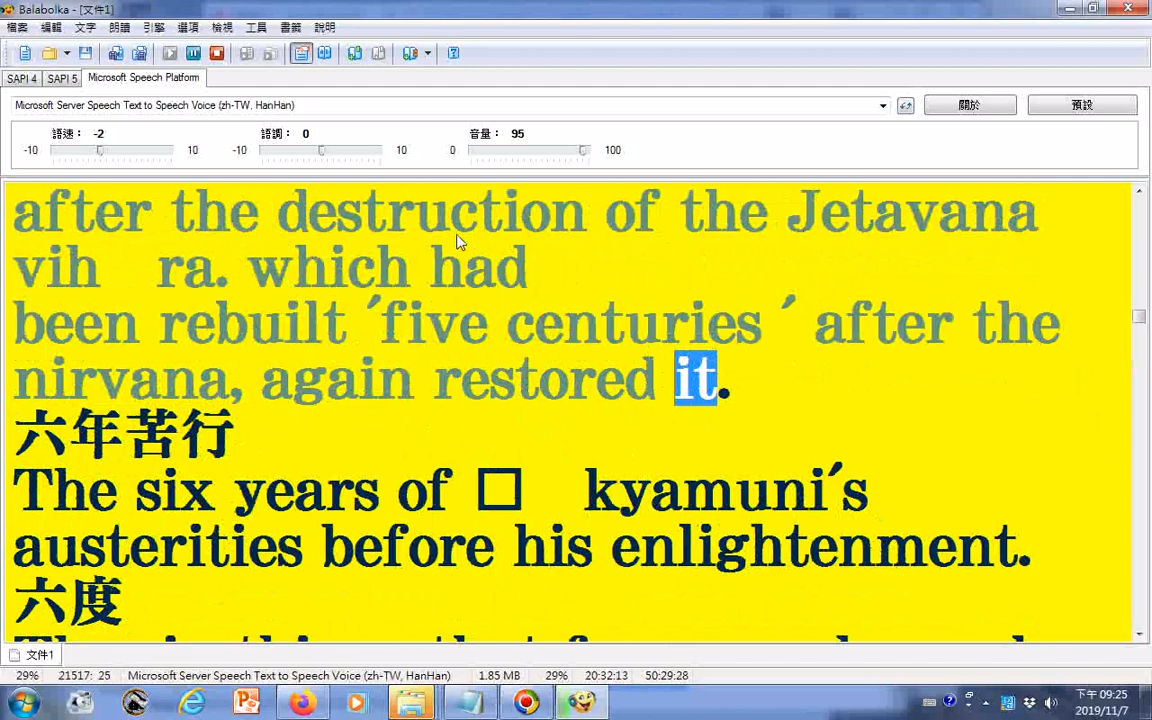 Balabolka - [文件1]
檔案 編輯 文字 朗讀 引擎 選項 檢視 工具 書籤 說明
SAPI 4 SAPI 5 Microsoft Speech Platform
Microsoft Server Speech Text to Speech Voice (zh-TW, HanHan) 關於 預設
語速： -2 語調： 0 音量： 95
-10 10 -10 10 0 100
after the destruction of the Jetavana
vih ra. which had
been rebuilt ′five centuries ′ after the
nirvana, again restored it.
六年苦行
The six years of □ kyamuni′s
austerities before his enlightenment.
六度
文件1
29% 21517: 25 Microsoft Server Speech Text to Speech Voice (zh-TW, HanHan) 1.85 MB 29% 20:32:13 50:29:28
下午 09:25
2019/11/7